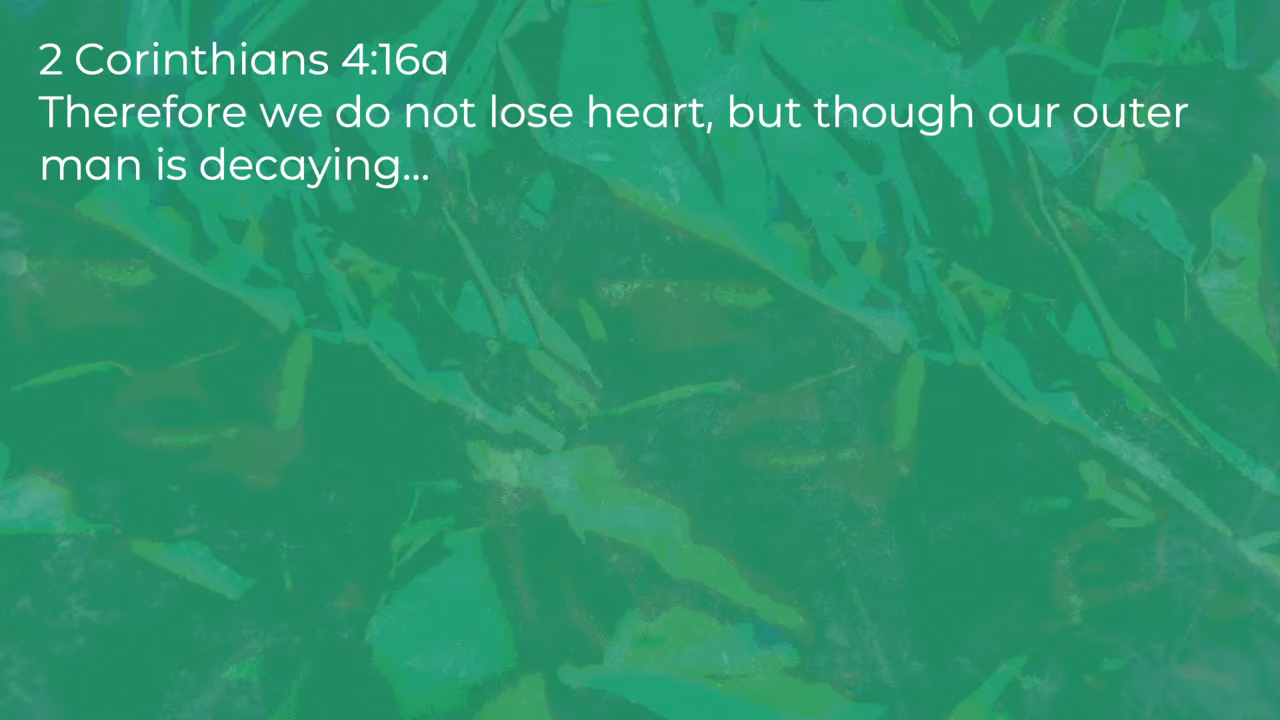 2 Corinthians 4:16a
Therefore we do not lose heart, but though our outer
man is decaying...